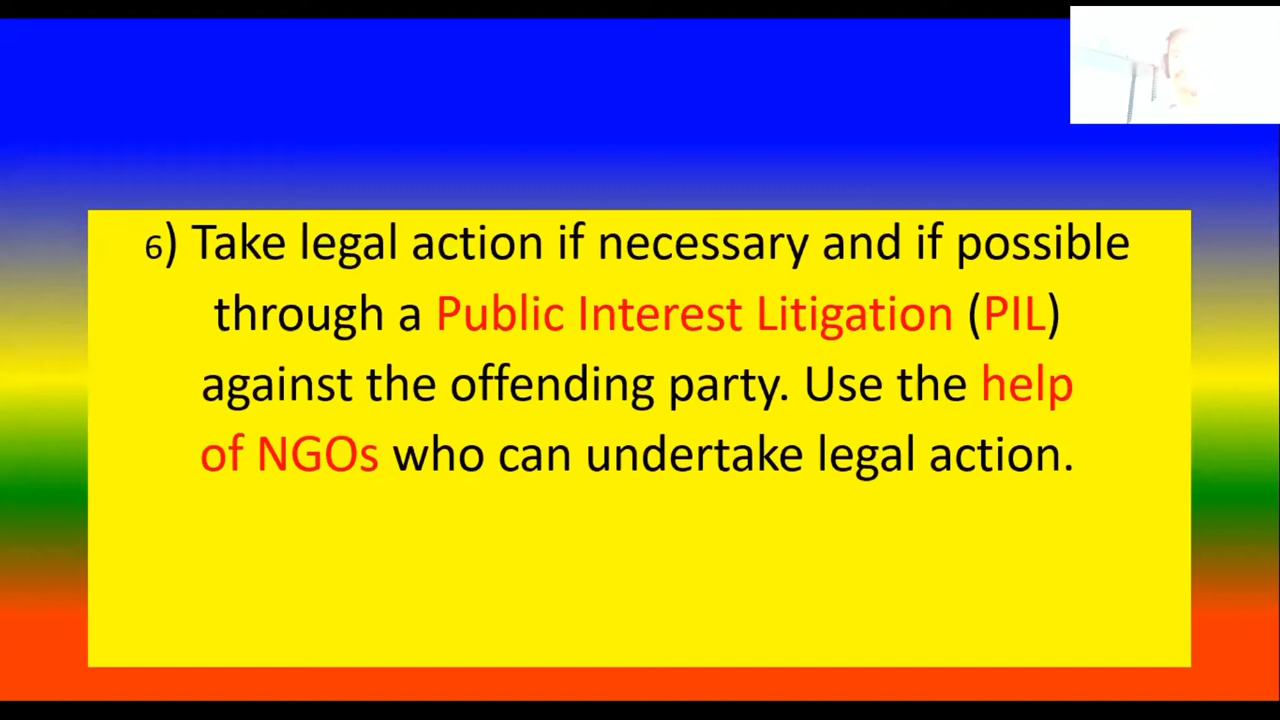 6) Take legal action if necessary and if possible
through a Public Interest Litigation (PIL)
against the offending party. Use the help
of NGOs who can undertake legal action.